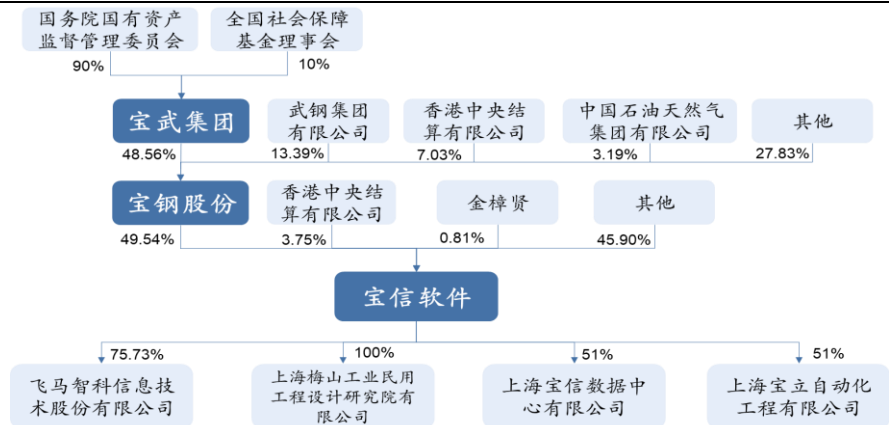 国务院国有资产
监督管理委员会
全国社会保障
基金理事会
90%
10%
宝武集团
武钢集团
有限公司
香港中央结
算有限公司
中国石油天然气
集团有限公司
其他
48.56%
13.39%
7.03%
3.19%
27.83%
宝钢股份
香港中央结
算有限公司
金樟贤
其他
49.54%
3.75%
0.81%
45.90%
宝信软件
75.73%
100%
51%
51%
飞马智科信息技
术股份有限公司
上海梅山工业民用
工程设计研究院有
限公司
上海宝信数据中
心有限公司
上海宝立自动化
工程有限公司